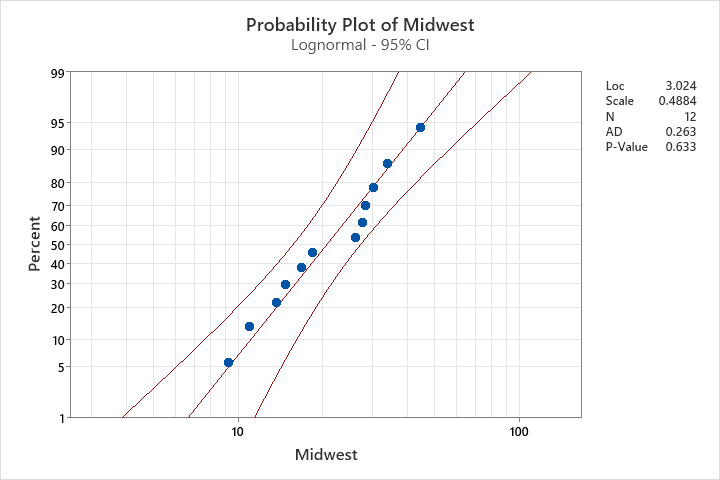 Probability Plot of Midwest
Lognormal - 95% CI
99
95
90
80
70
60
50
40
30
20
10
5
1
Percent
10 100
Midwest
Loc 3.024
Scale 0.4884
N 12
AD 0.263
P-Value 0.633